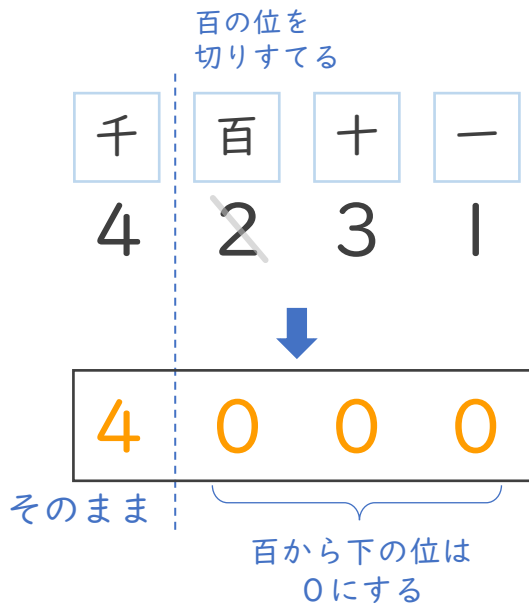 百の位を
切りすてる
千 百 十 一
4 2 3 1
4 0 0 0
そのまま
百から下の位は
0にする